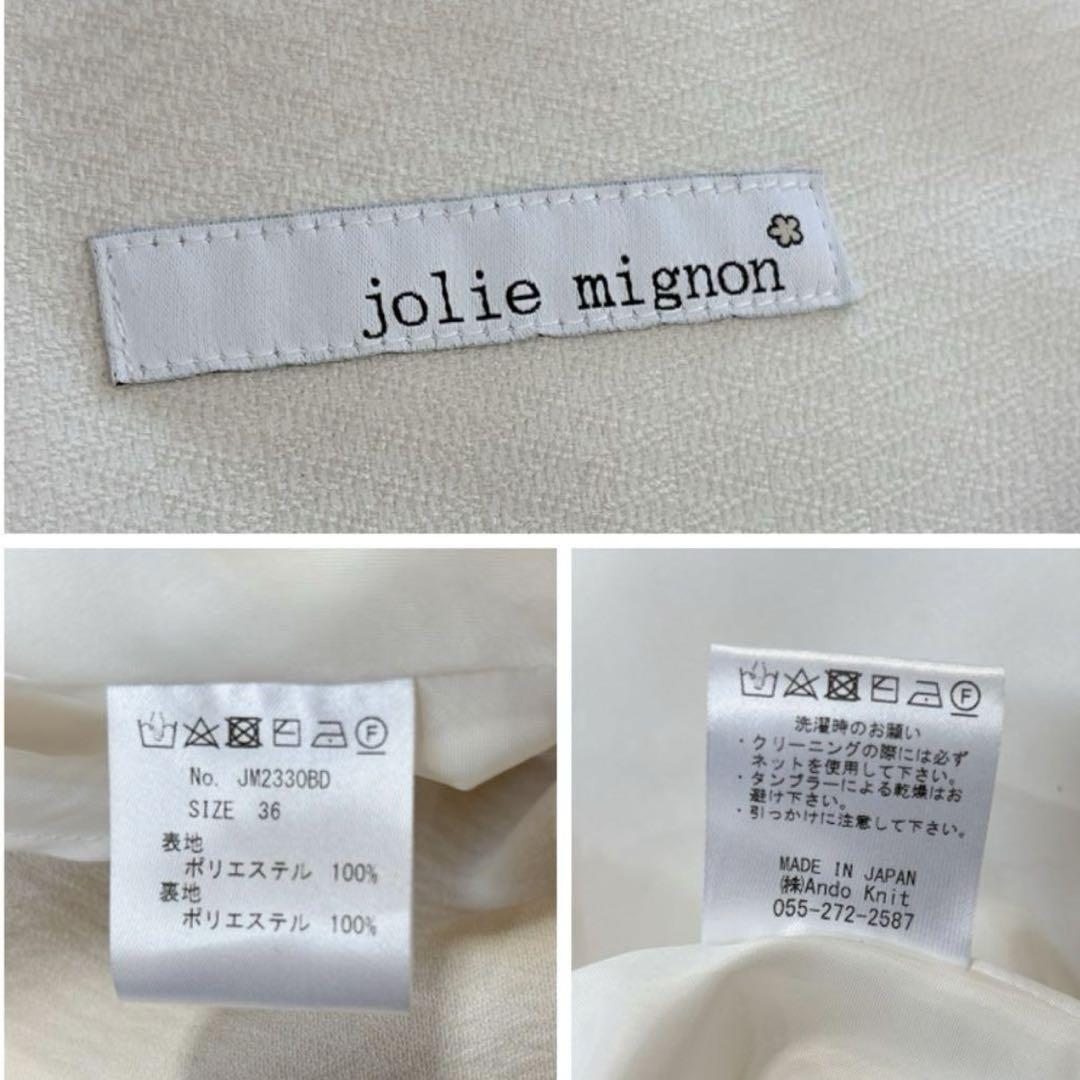 jolie mignon
No. JM2330BD
SIZE 36
表地
ポリエステル 100%
裏地
ポリエステル 100%
F
F
洗濯時のお願い
・クリーニングの際には必ず
ネットを使用して下さい。
・タンブラーによる乾燥はお
避け下さい。
・引っかけに注意して下さい。
MADE IN JAPAN
㈱Ando Knit
055-272-2587